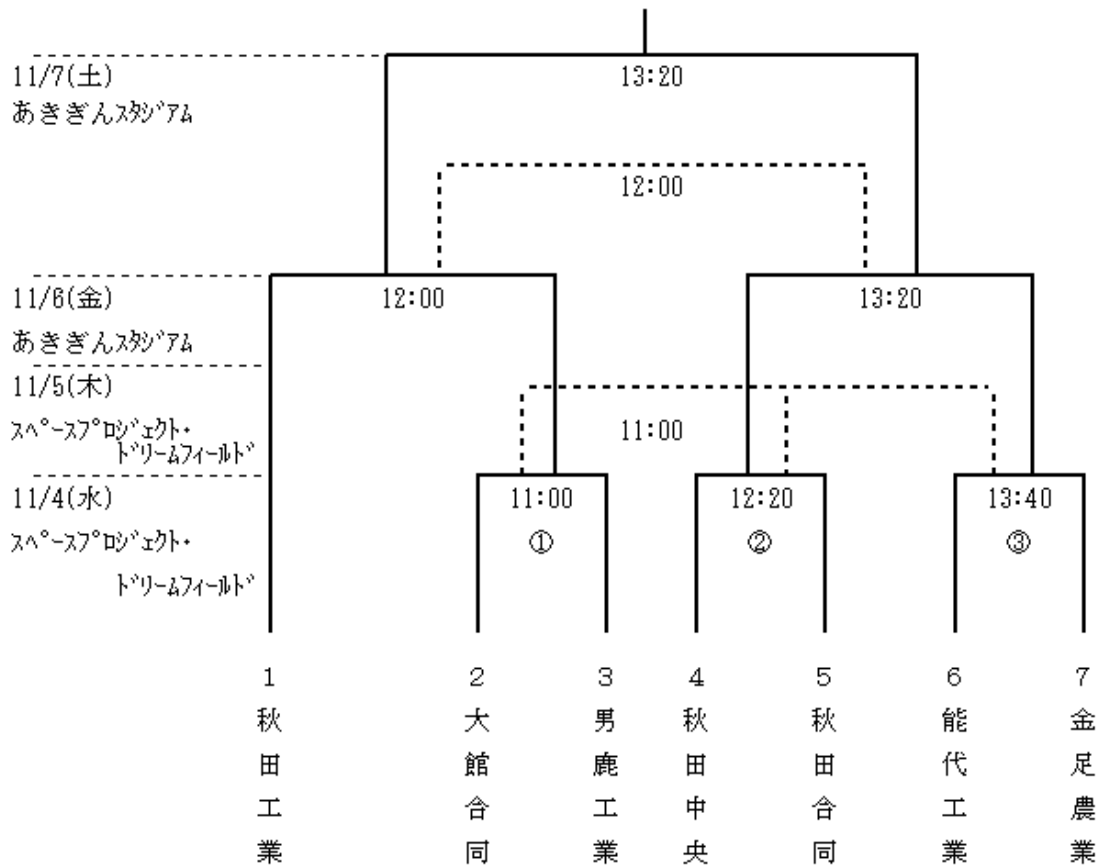 11/7(土)
13:20
あきぎんｽﾀｼﾞｱﾑ
12:00
11/6(金)
12:00
13:20
あきぎんｽﾀｼﾞｱﾑ
11/5(木)
ｽﾍﾟｰｽプﾛｼﾞｪｸﾄ・
ﾄﾞﾘｰﾑﾌｨｰﾙﾄﾞ
11:00
11/4(水)
11:00
12:20
13:40
ｽﾍﾟｰｽﾌﾟﾛｼﾞｪｸﾄ・
①
②
③
ﾄﾞﾘｰﾑﾌｨｰﾙﾄﾞ
1
秋田工業
2
大館合同
3
男鹿工業
4
秋田中央
5
秋田合同
6
能代工業
7
金足農業